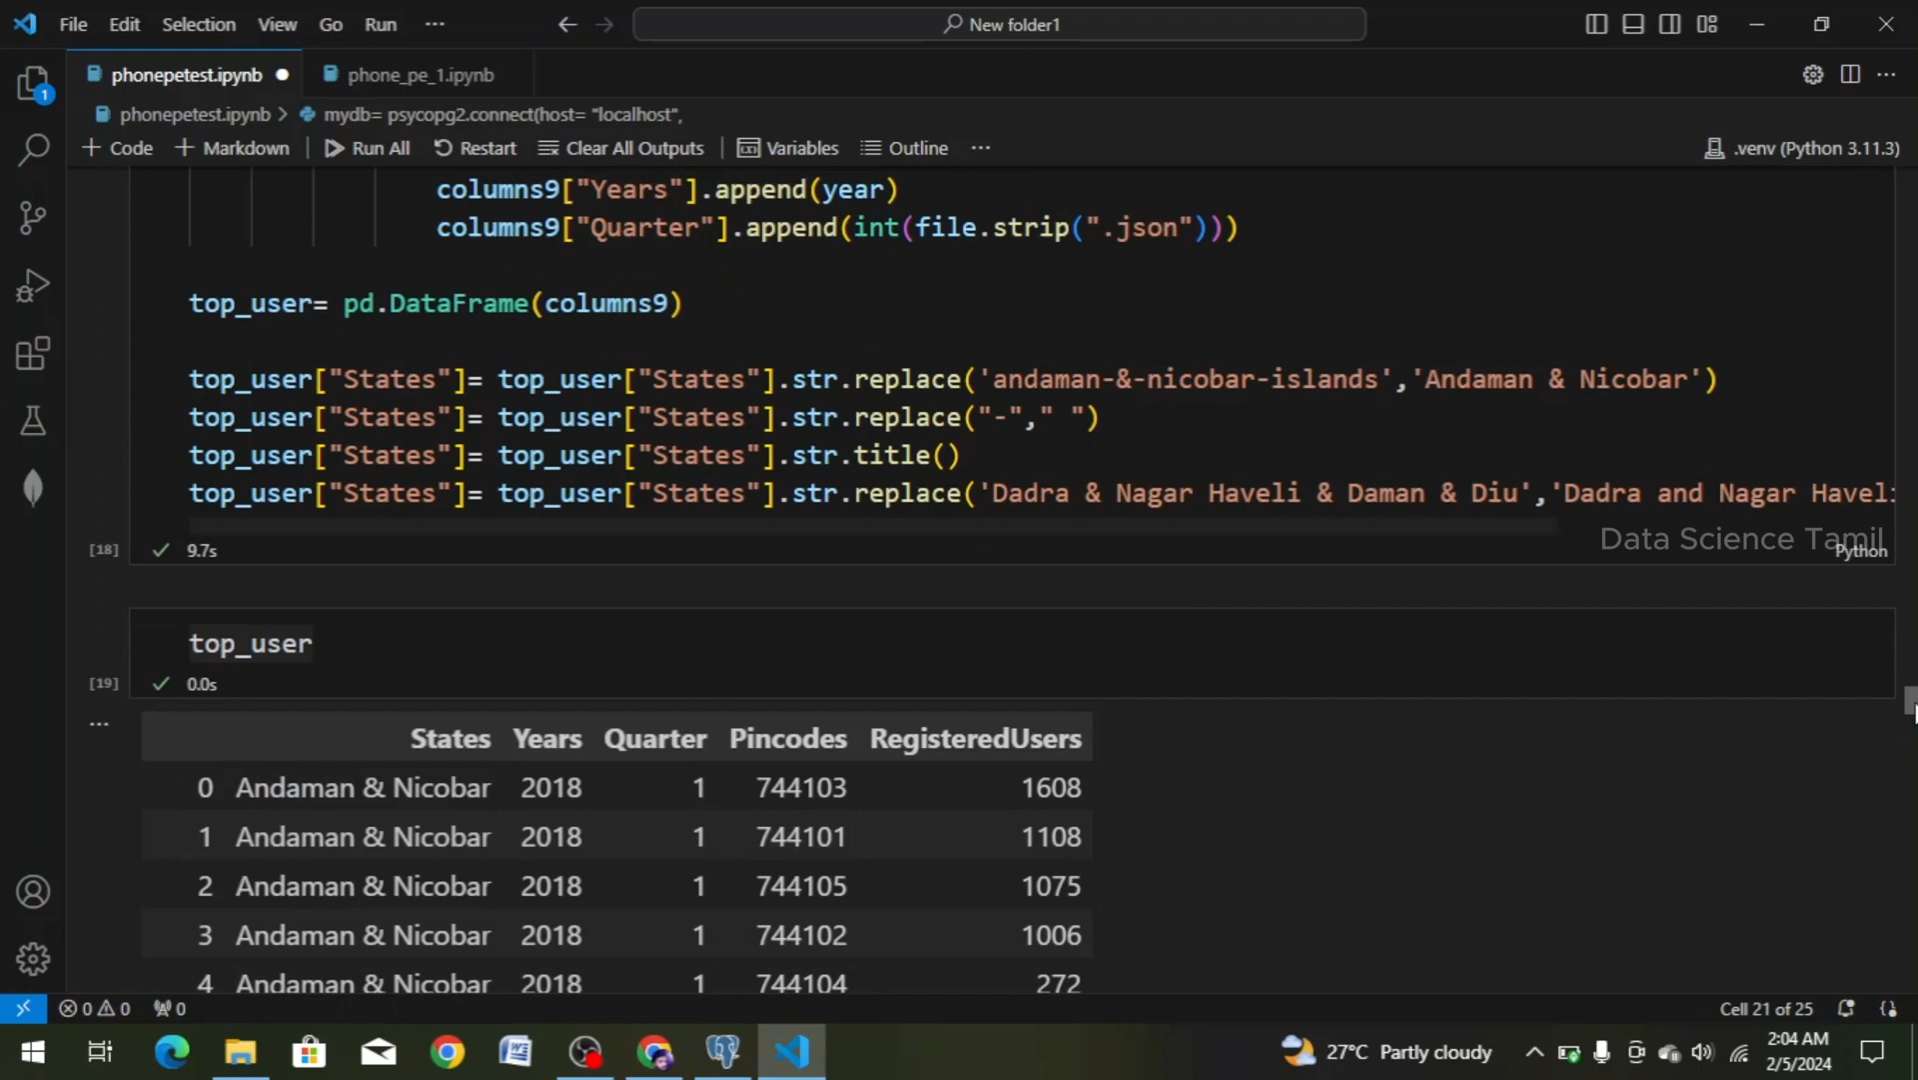 File Edit Selection View Go Run ··· New folder1
phonepetest.ipynb phone_pe_1.ipynb
phonepetest.ipynb > mydb= psycopg2.connect(host= "localhost",
+ Code + Markdown Run All Restart Clear All Outputs Variables Outline ··· .venv (Python 3.11.3)
columns9["Years"].append(year)
columns9["Quarter"].append(int(file.strip(".json")))
top_user= pd.DataFrame(columns9)
top_user["States"]= top_user["States"].str.replace('andaman-&-nicobar-islands','Andaman & Nicobar')
top_user["States"]= top_user["States"].str.replace("-"," ")
top_user["States"]= top_user["States"].str.title()
top_user["States"]= top_user["States"].str.replace('Dadra & Nagar Haveli & Daman & Diu','Dadra and Nagar Haveli
Data Science Tamil
[18] 9.7s Python
top_user
[19] 0.0s
States Years Quarter Pincodes RegisteredUsers
0 Andaman & Nicobar 2018 1 744103 1608
1 Andaman & Nicobar 2018 1 744101 1108
2 Andaman & Nicobar 2018 1 744105 1075
3 Andaman & Nicobar 2018 1 744102 1006
4 Andaman & Nicobar 2018 1 744104 272
0 0 0 Cell 21 of 25
27°C Partly cloudy 2:04 AM
2/5/2024
1